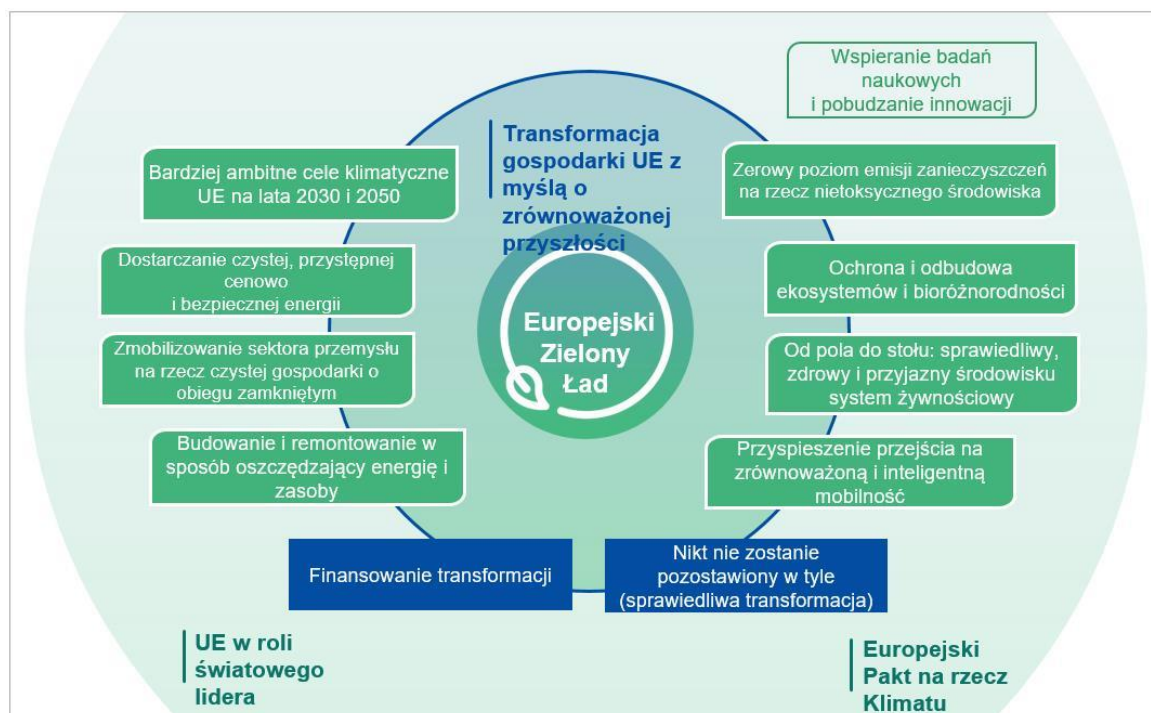 Wspieranie badań
naukowych
i pobudzanie innowacji
Transformacja
gospodarki UE z
myślą o
zrównoważonej
przyszłości
Bardziej ambitne cele klimatyczne
UE na lata 2030 i 2050
Zerowy poziom emisji zanieczyszczeń
na rzecz nietoksycznego środowiska
Dostarczanie czystej, przystępnej
cenowo
i bezpiecznej energii
Ochrona i odbudowa
ekosystemów i bioróżnorodności
Europejski
Zielony
Ład
Zmobilizowanie sektora przemysłu
na rzecz czystej gospodarki o
obiegu zamkniętym
Od pola do stołu: sprawiedliwy,
zdrowy i przyjazny środowisku
system żywnościowy
Budowanie i remontowanie w
sposób oszczędzający energię i
zasoby
Przyspieszenie przejścia na
zrównoważoną i inteligentną
mobilność
Finansowanie transformacji
Nikt nie zostanie
pozostawiony w tyle
(sprawiedliwa transformacja)
UE w roli
światowego
lidera
Europejski
Pakt na rzecz
Klimatu